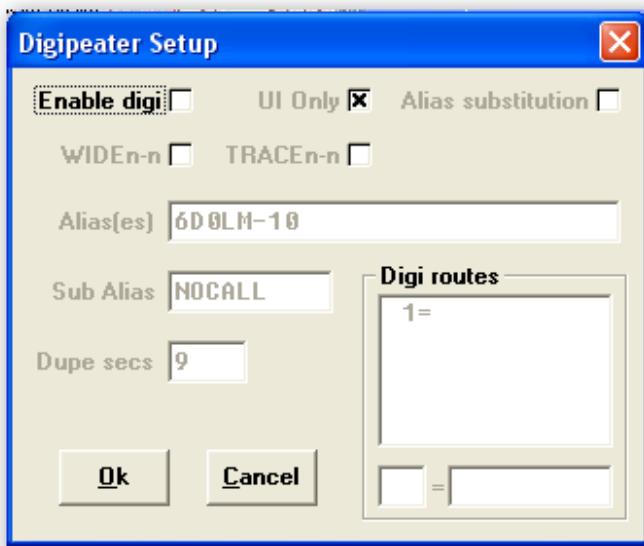 Digipeater Setup
Enable digi UI Only Alias substitution
WIDEn-n TRACEn-n
Alias(es) 6D0LM-10
Sub Alias NOCALL
Digi routes
1=
Dupe secs 9
Ok Cancel
=